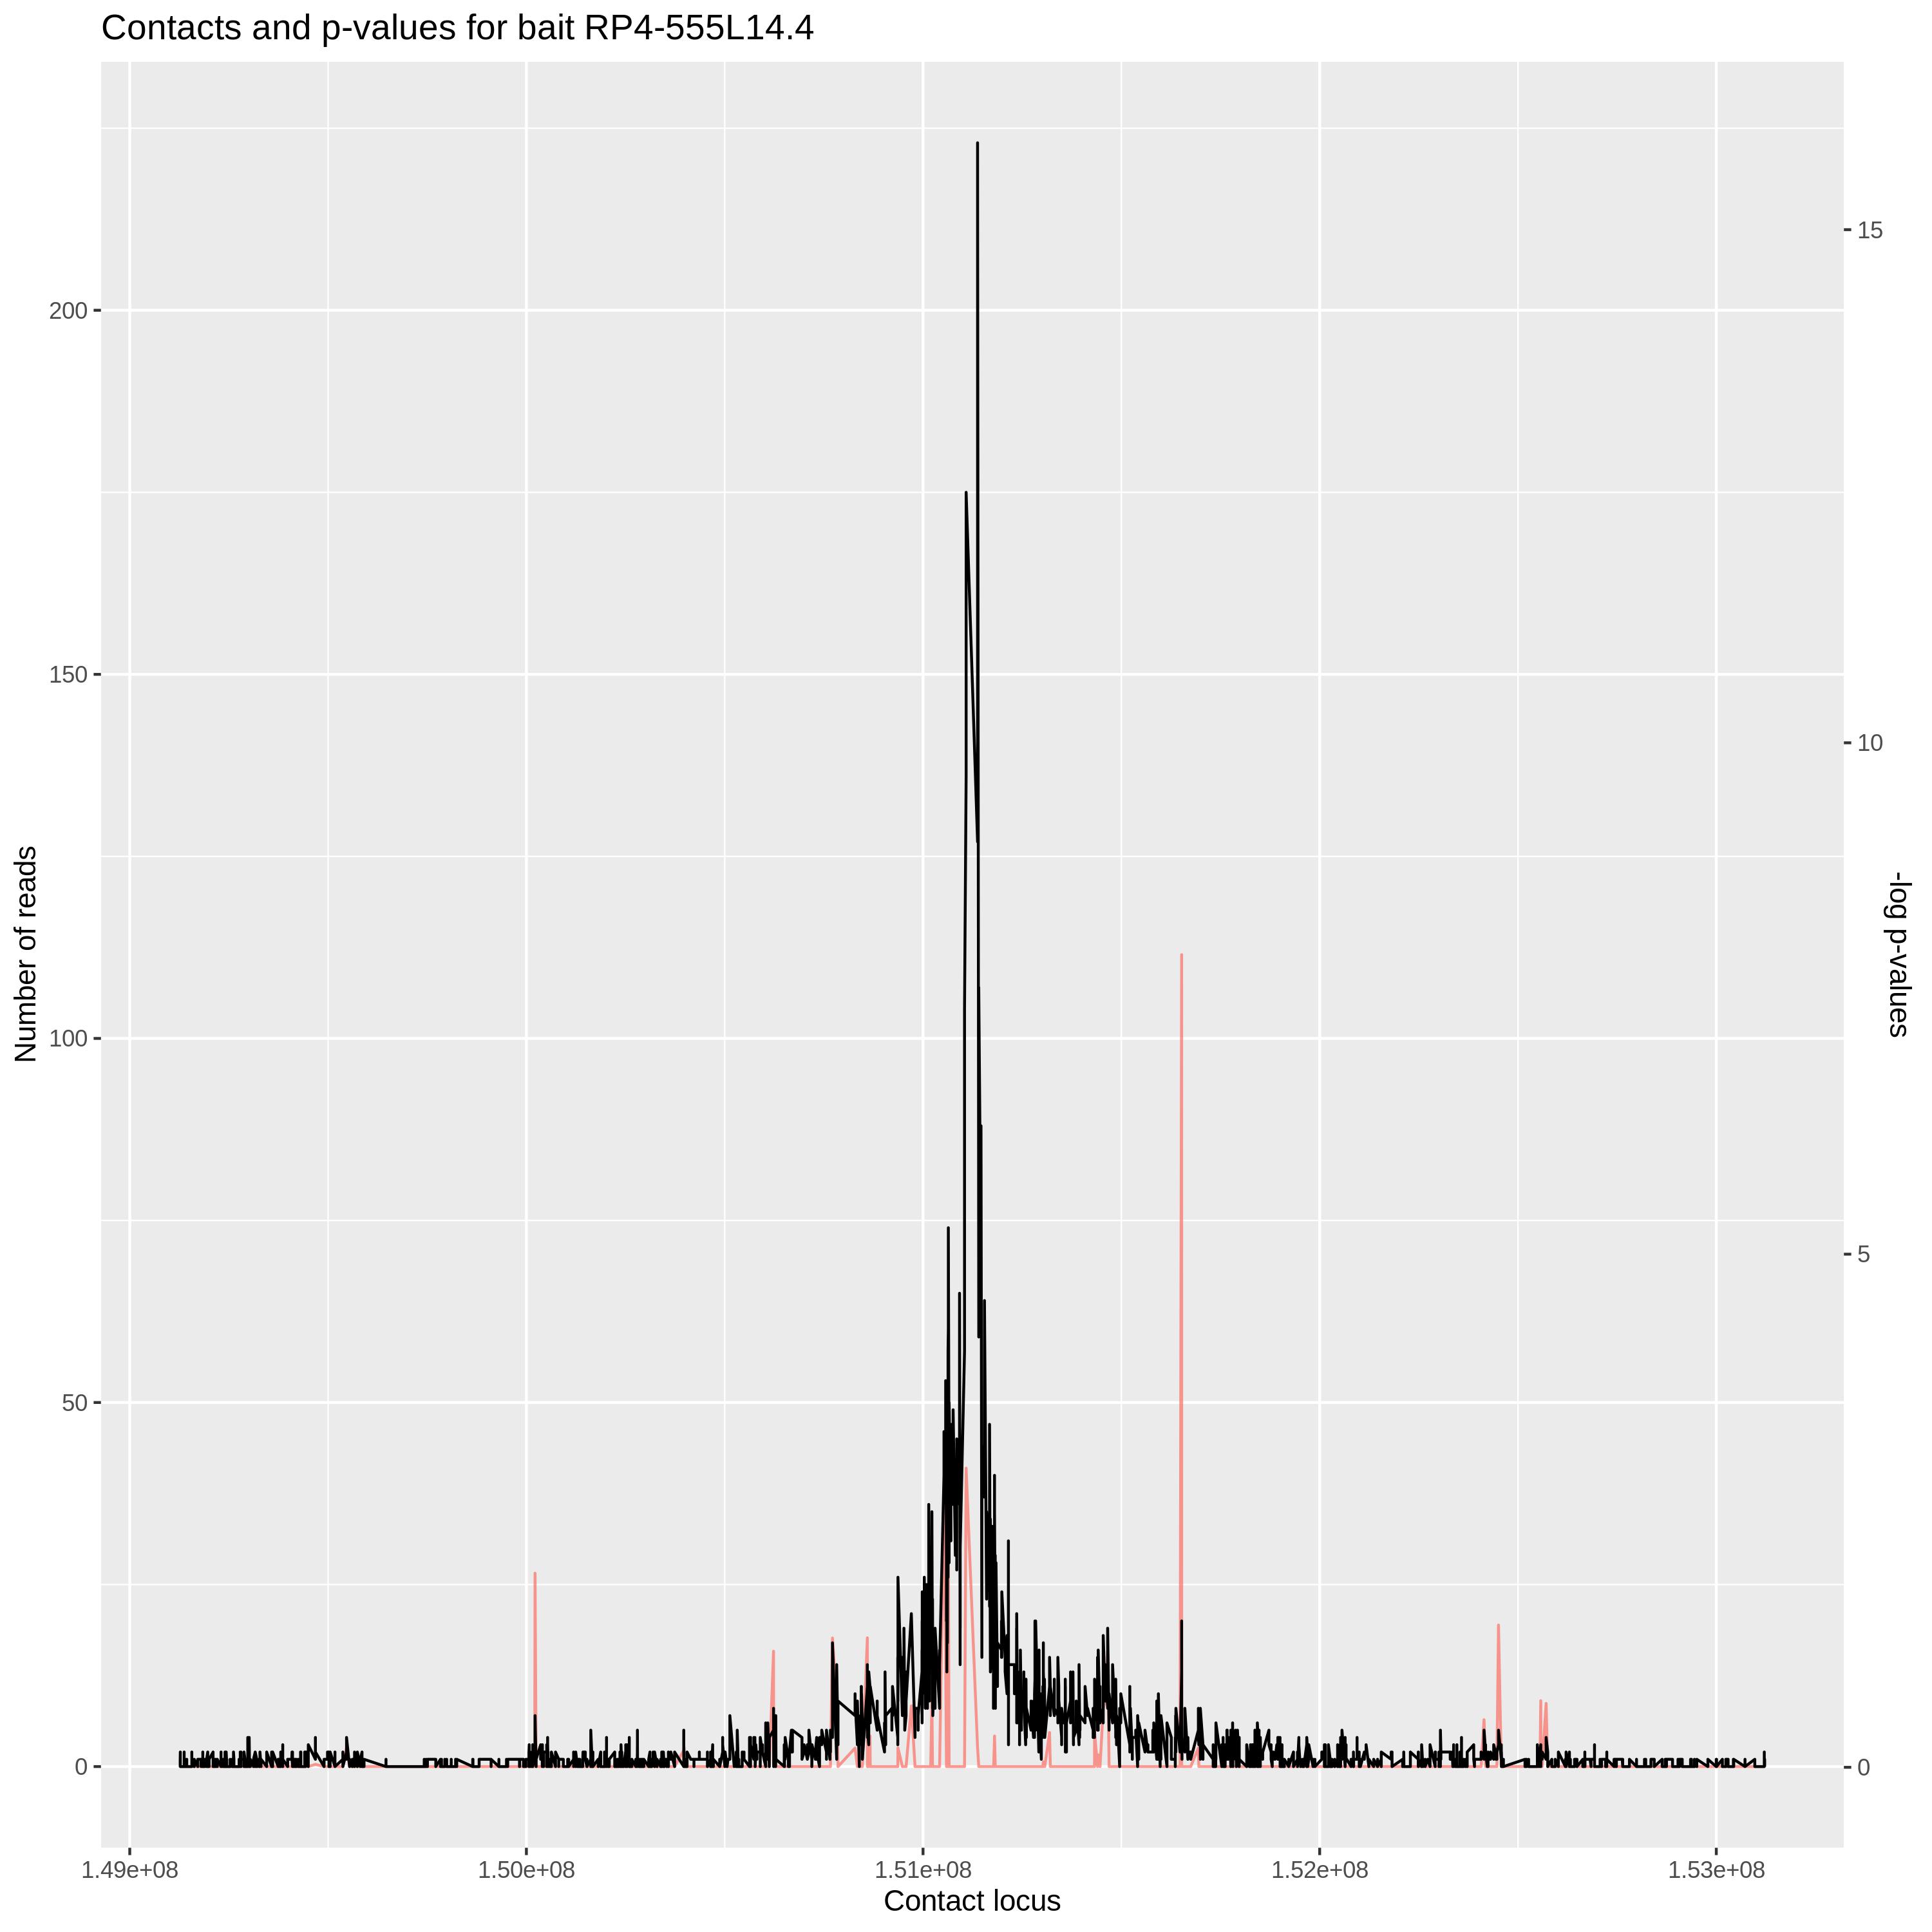 Contacts and p-values for bait RP4-555L14.4
Number of reads
200
150
100
50
0
15
10
5
0
-log p-values
1.49e+08
1.50e+08
1.51e+08
1.52e+08
1.53e+08
Contact locus